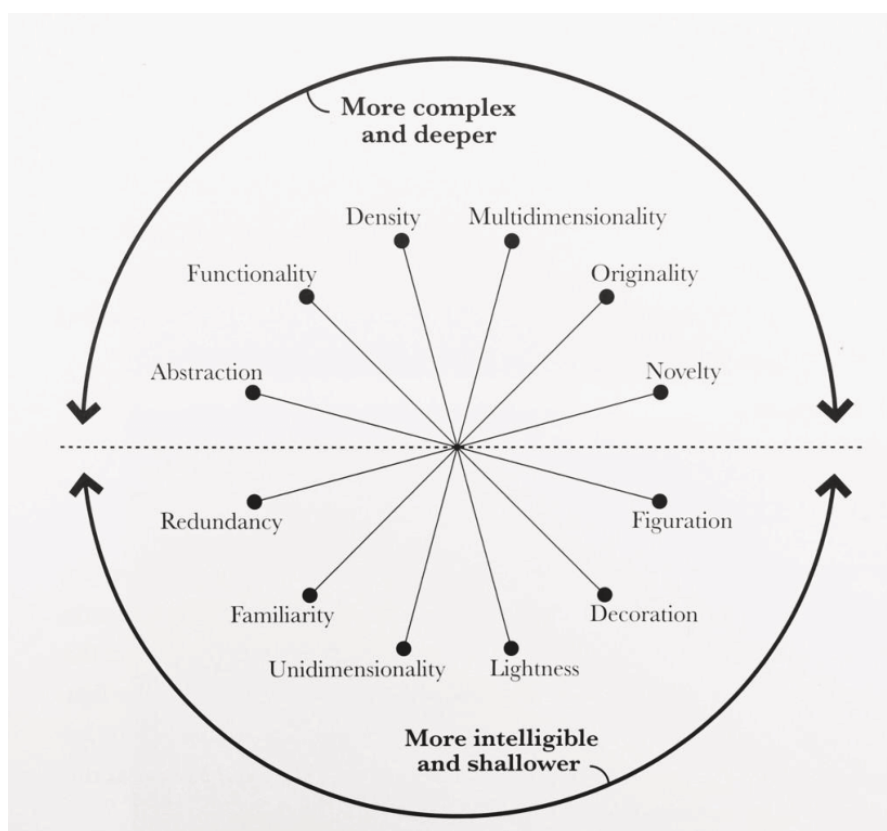 More complex
and deeper
Density
Multidimensionality
Functionality
Originality
Abstraction
Novelty
Redundancy
Figuration
Familiarity
Decoration
Unidimensionality
Lightness
More intelligible
and shallower